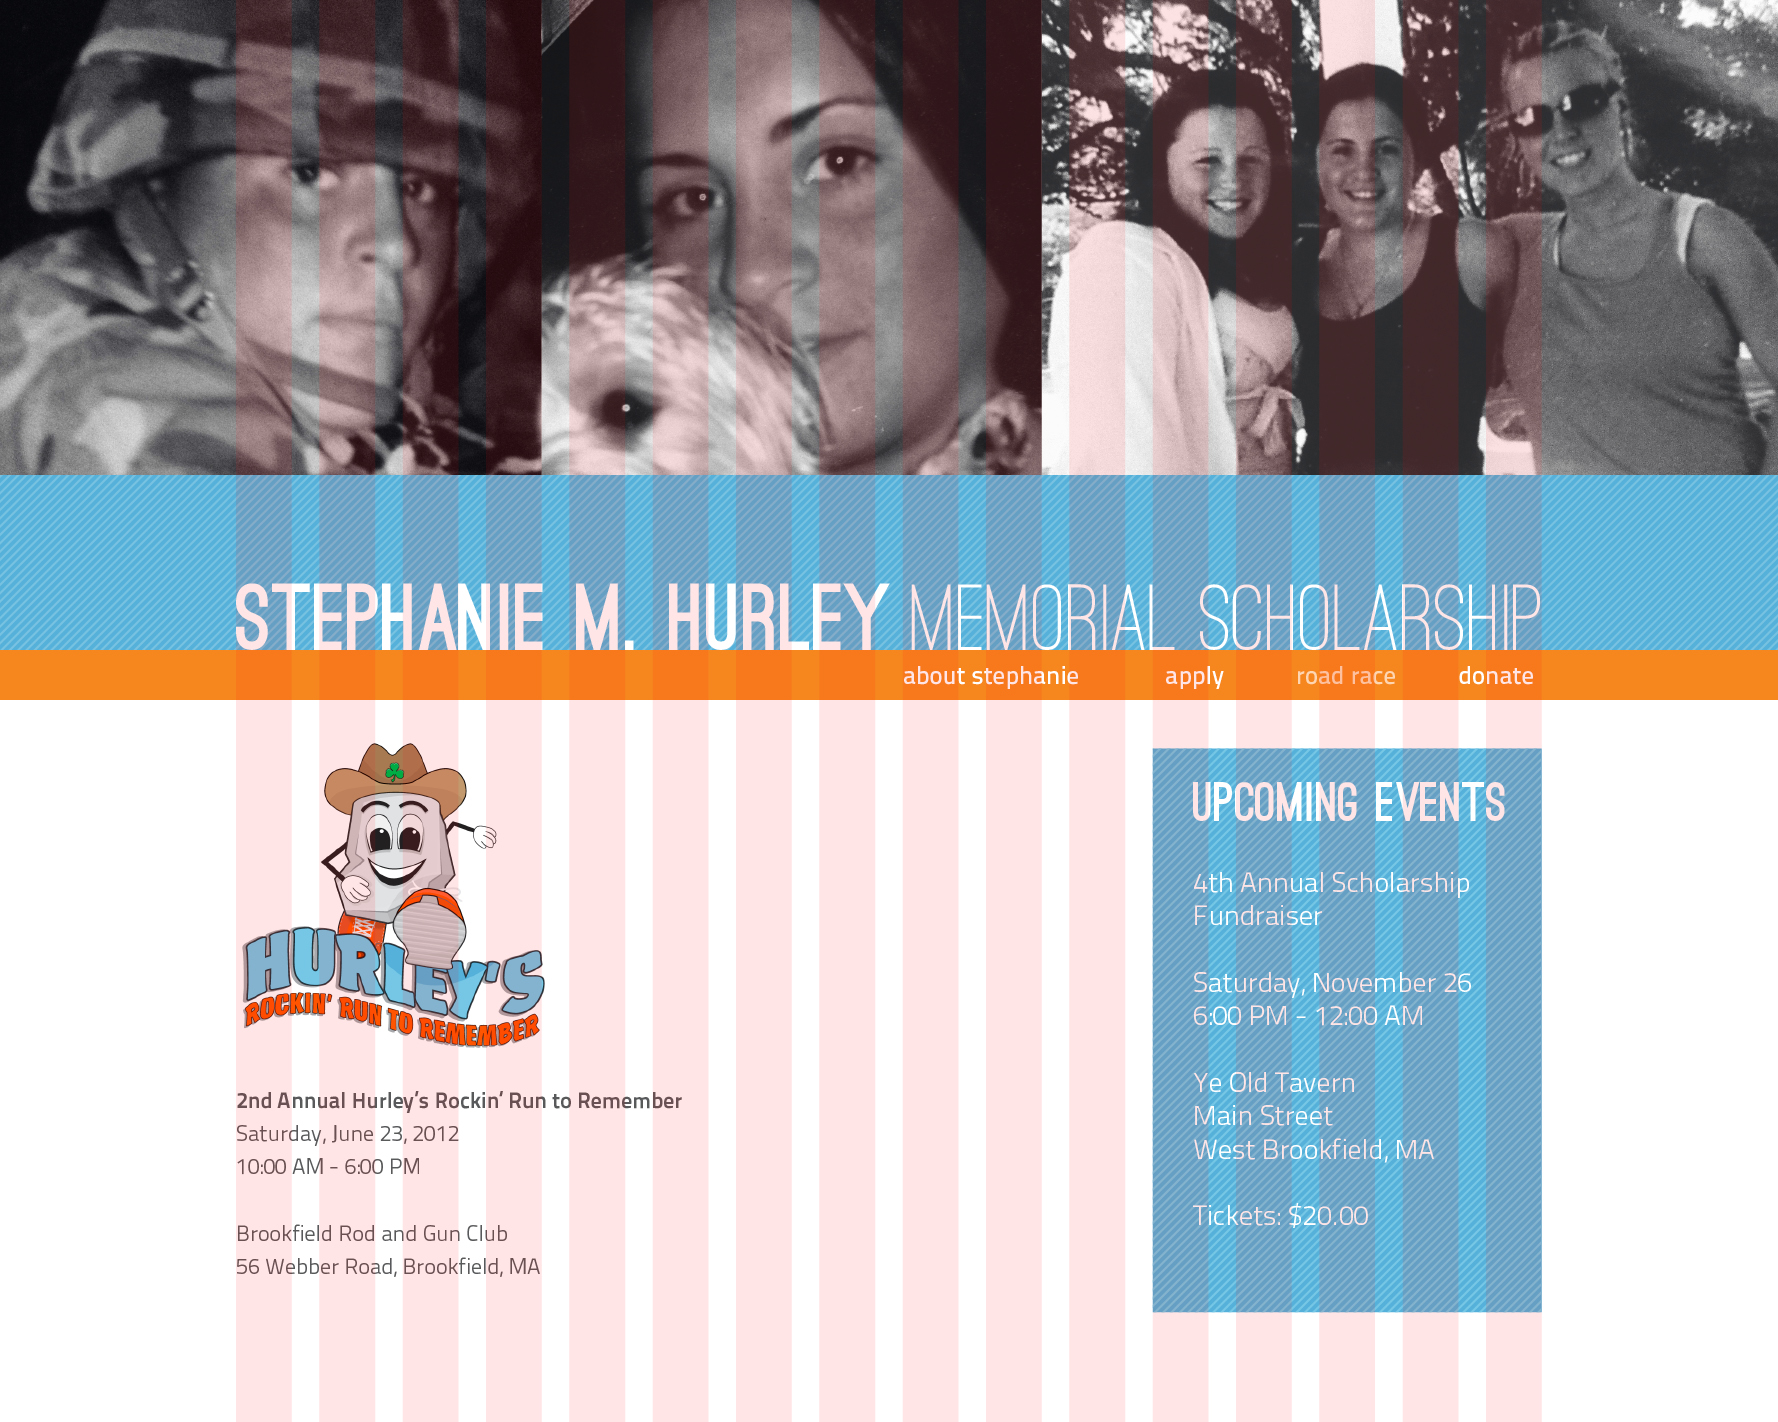 STEPHANIE M. HURLEY MEMORIAL SCHOLARSHIP
about stephanie apply road race donate
HURLEY'S
ROCKIN' RUN TO REMEMBER
2nd Annual Hurley's Rockin' Run to Remember
Saturday, June 23, 2012
10:00 AM - 6:00 PM
Brookfield Rod and Gun Club
56 Webber Road, Brookfield, MA
UPCOMING EVENTS
4th Annual Scholarship
Fundraiser
Saturday, November 26
6:00 PM - 12:00 AM
Ye Old Tavern
Main Street
West Brookfield, MA
Tickets: $20.00